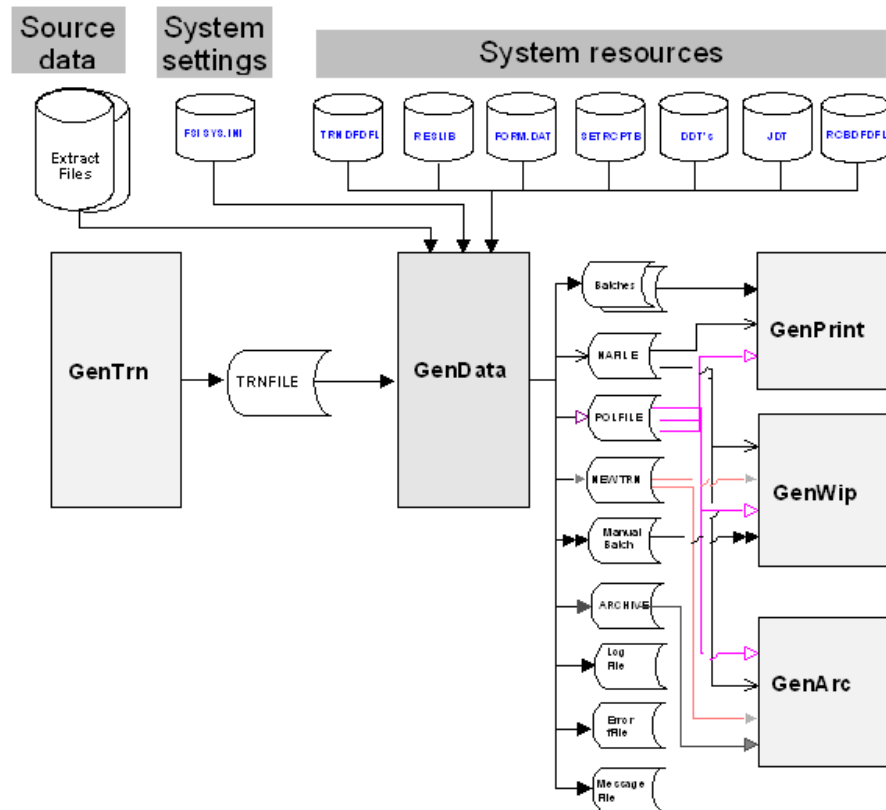 Source
data
System
settings
System resources
Extract
Files
FSISYS.INI
TRNDFDFL
RESLIB
FORM.DAT
SETRCPTB
DDT's
JDT
RCBDFDFL
GenTrn
TRNFILE
GenData
Batches
NAFILE
POLFILE
NEWTRN
Manual
Batch
ARCHIVE
Log
File
Error
fFile
Message
File
GenPrint
GenWip
GenArc